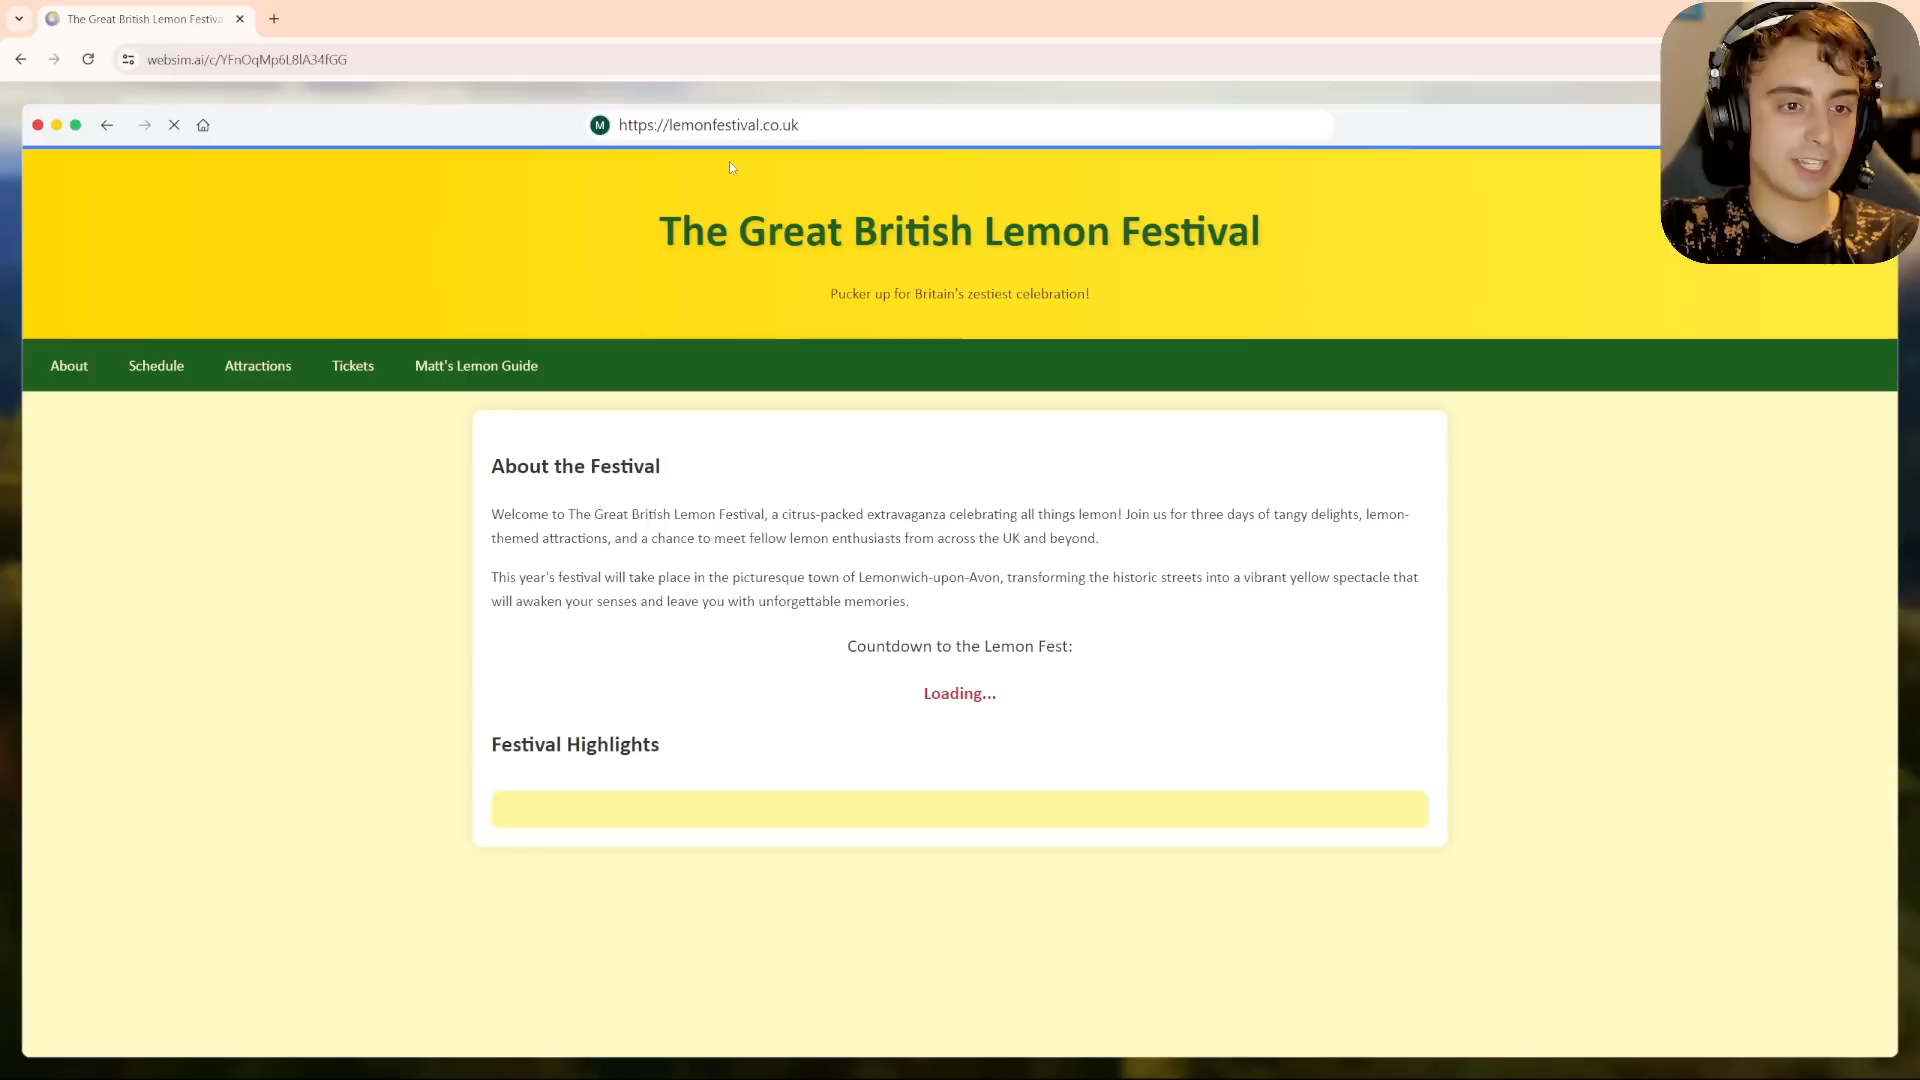 The Great British Lemon Festiva
websim.ai/c/YFnOqMp6L8lA34fGG
M
https://lemonfestival.co.uk
The Great British Lemon Festival
Pucker up for Britain's zestiest celebration!
About
Schedule
Attractions
Tickets
Matt's Lemon Guide
About the Festival
Welcome to The Great British Lemon Festival, a citrus-packed extravaganza celebrating all things lemon! Join us for three days of tangy delights, lemon-
themed attractions, and a chance to meet fellow lemon enthusiasts from across the UK and beyond.
This year's festival will take place in the picturesque town of Lemonwich-upon-Avon, transforming the historic streets into a vibrant yellow spectacle that
will awaken your senses and leave you with unforgettable memories.
Countdown to the Lemon Fest:
Loading...
Festival Highlights